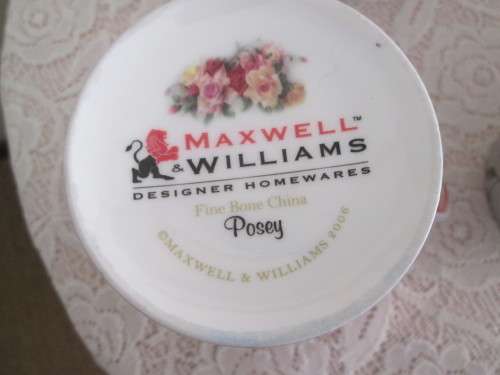 MAXWELL™
& WILLIAMS
DESIGNER HOMEWARES
Fine Bone China
Posey
©MAXWELL & WILLIAMS 2006